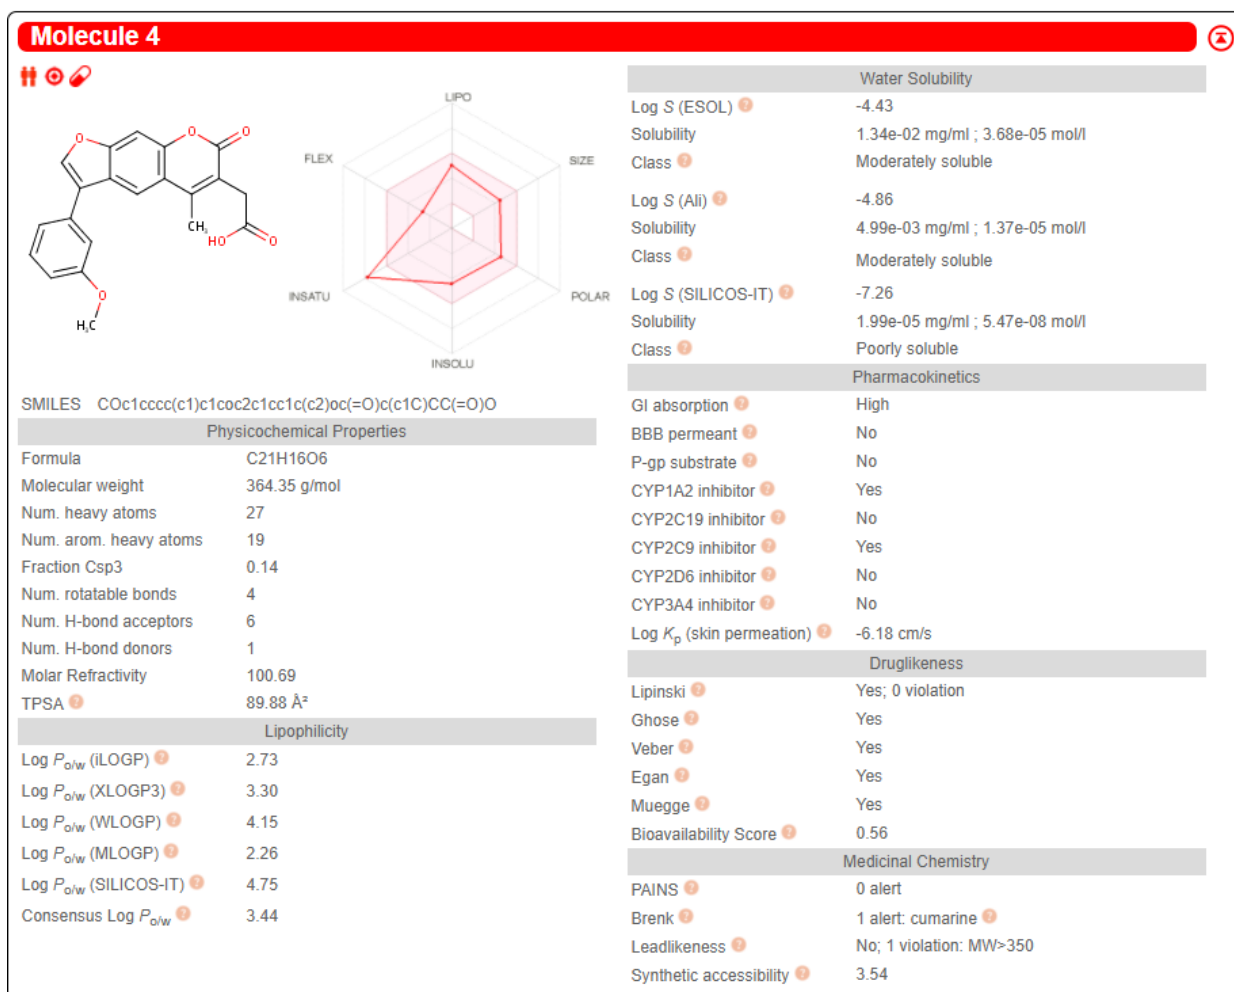 Molecule 4
O
O
O
CH₃
HO
O
O
H₃C
LIPO
FLEX
SIZE
INSATU
POLAR
INSOLU
SMILES COc1cccc(c1)c1coc2c1cc1c(c2)oc(=O)c(c1C)CC(=O)O
Physicochemical Properties
Formula C21H16O6
Molecular weight 364.35 g/mol
Num. heavy atoms 27
Num. arom. heavy atoms 19
Fraction Csp3 0.14
Num. rotatable bonds 4
Num. H-bond acceptors 6
Num. H-bond donors 1
Molar Refractivity 100.69
TPSA ? 89.88 Å²
Lipophilicity
Log Po/w (iLOGP) ? 2.73
Log Po/w (XLOGP3) ? 3.30
Log Po/w (WLOGP) ? 4.15
Log Po/w (MLOGP) ? 2.26
Log Po/w (SILICOS-IT) ? 4.75
Consensus Log Po/w ? 3.44
Water Solubility
Log S (ESOL) ? -4.43
Solubility 1.34e-02 mg/ml ; 3.68e-05 mol/l
Class ? Moderately soluble
Log S (Ali) ? -4.86
Solubility 4.99e-03 mg/ml ; 1.37e-05 mol/l
Class ? Moderately soluble
Log S (SILICOS-IT) ? -7.26
Solubility 1.99e-05 mg/ml ; 5.47e-08 mol/l
Class ? Poorly soluble
Pharmacokinetics
GI absorption ? High
BBB permeant ? No
P-gp substrate ? No
CYP1A2 inhibitor ? Yes
CYP2C19 inhibitor ? No
CYP2C9 inhibitor ? Yes
CYP2D6 inhibitor ? No
CYP3A4 inhibitor ? No
Log Kp (skin permeation) ? -6.18 cm/s
Druglikeness
Lipinski ? Yes; 0 violation
Ghose ? Yes
Veber ? Yes
Egan ? Yes
Muegge ? Yes
Bioavailability Score ? 0.56
Medicinal Chemistry
PAINS ? 0 alert
Brenk ? 1 alert: cumarine ?
Leadlikeness ? No; 1 violation: MW>350
Synthetic accessibility ? 3.54